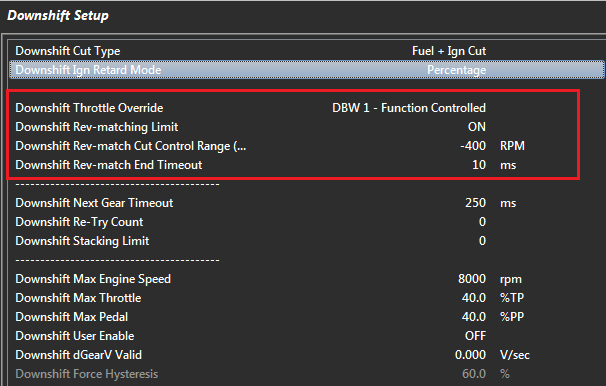 Downshift Setup
Downshift Cut Type Fuel + Ign Cut
Downshift Ign Retard Mode Percentage
Downshift Throttle Override DBW 1 - Function Controlled
Downshift Rev-matching Limit ON
Downshift Rev-match Cut Control Range (... -400 RPM
Downshift Rev-match End Timeout 10 ms
----------------------------------------
Downshift Next Gear Timeout 250 ms
Downshift Re-Try Count 0
Downshift Stacking Limit 0
----------------------------------------
Downshift Max Engine Speed 8000 rpm
Downshift Max Throttle 40.0 %TP
Downshift Max Pedal 40.0 %PP
Downshift User Enable OFF
Downshift dGearV Valid 0.000 V/sec
Downshift Force Hysteresis 60.0 %